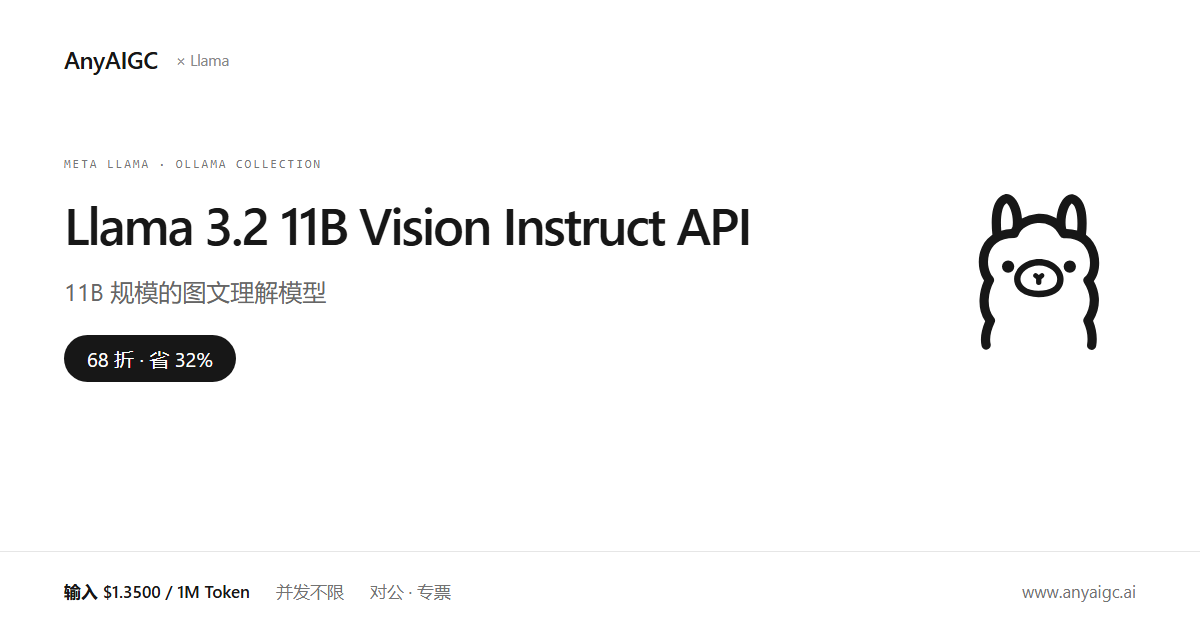 AnyAIGC × Llama
META LLAMA · OLLAMA COLLECTION
Llama 3.2 11B Vision Instruct API
11B 规模的图文理解模型
68 折 · 省 32%
输入 $1.3500 / 1M Token 并发不限 对公 · 专票 www.anyaigc.ai